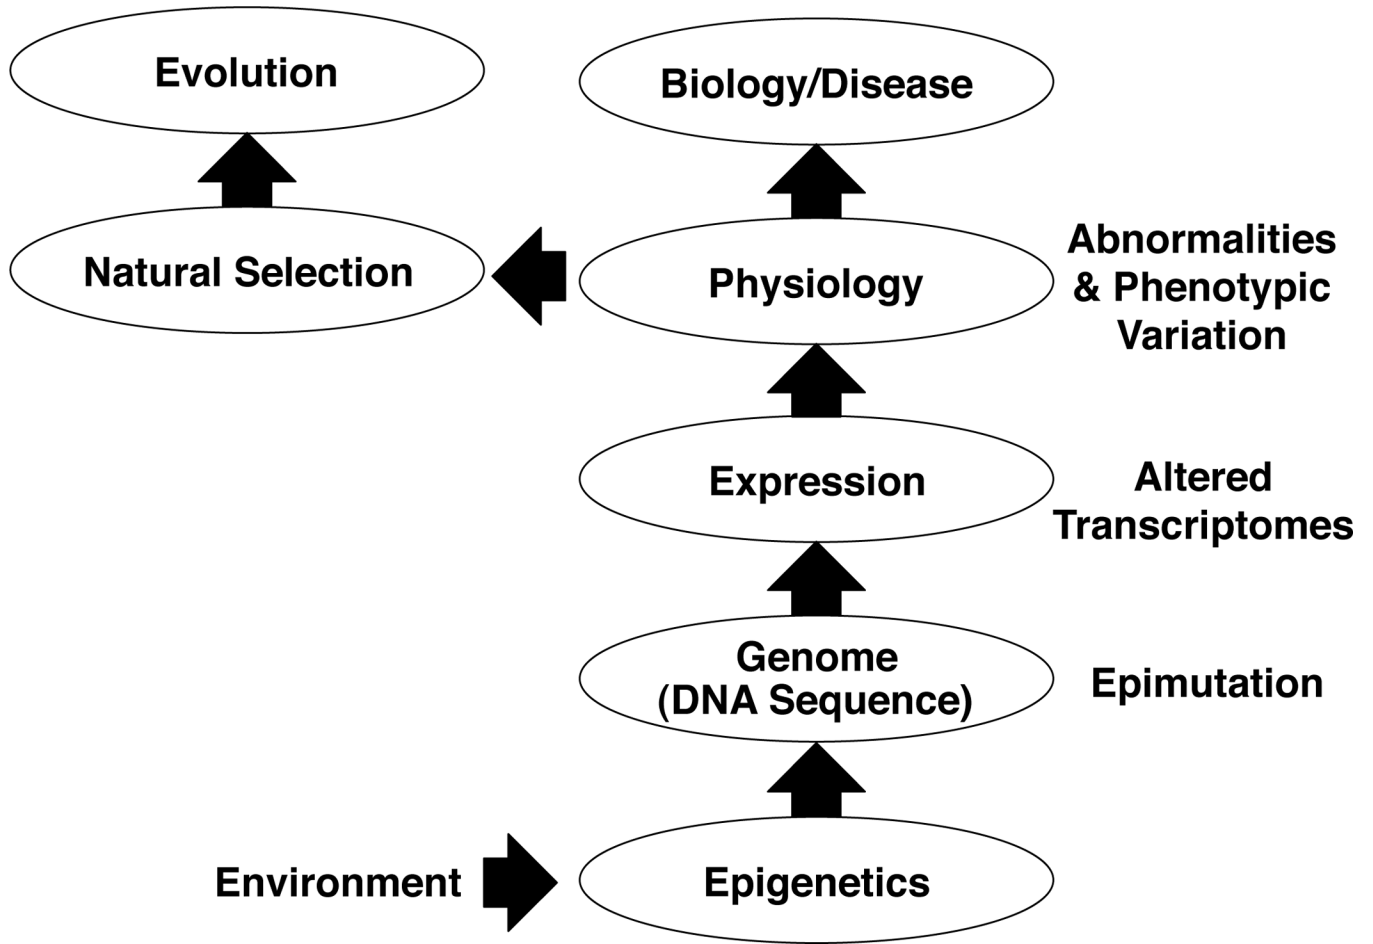 Evolution
Biology/Disease
Natural Selection
Physiology
Abnormalities
& Phenotypic
Variation
Expression
Altered
Transcriptomes
Genome
(DNA Sequence)
Epimutation
Environment
Epigenetics